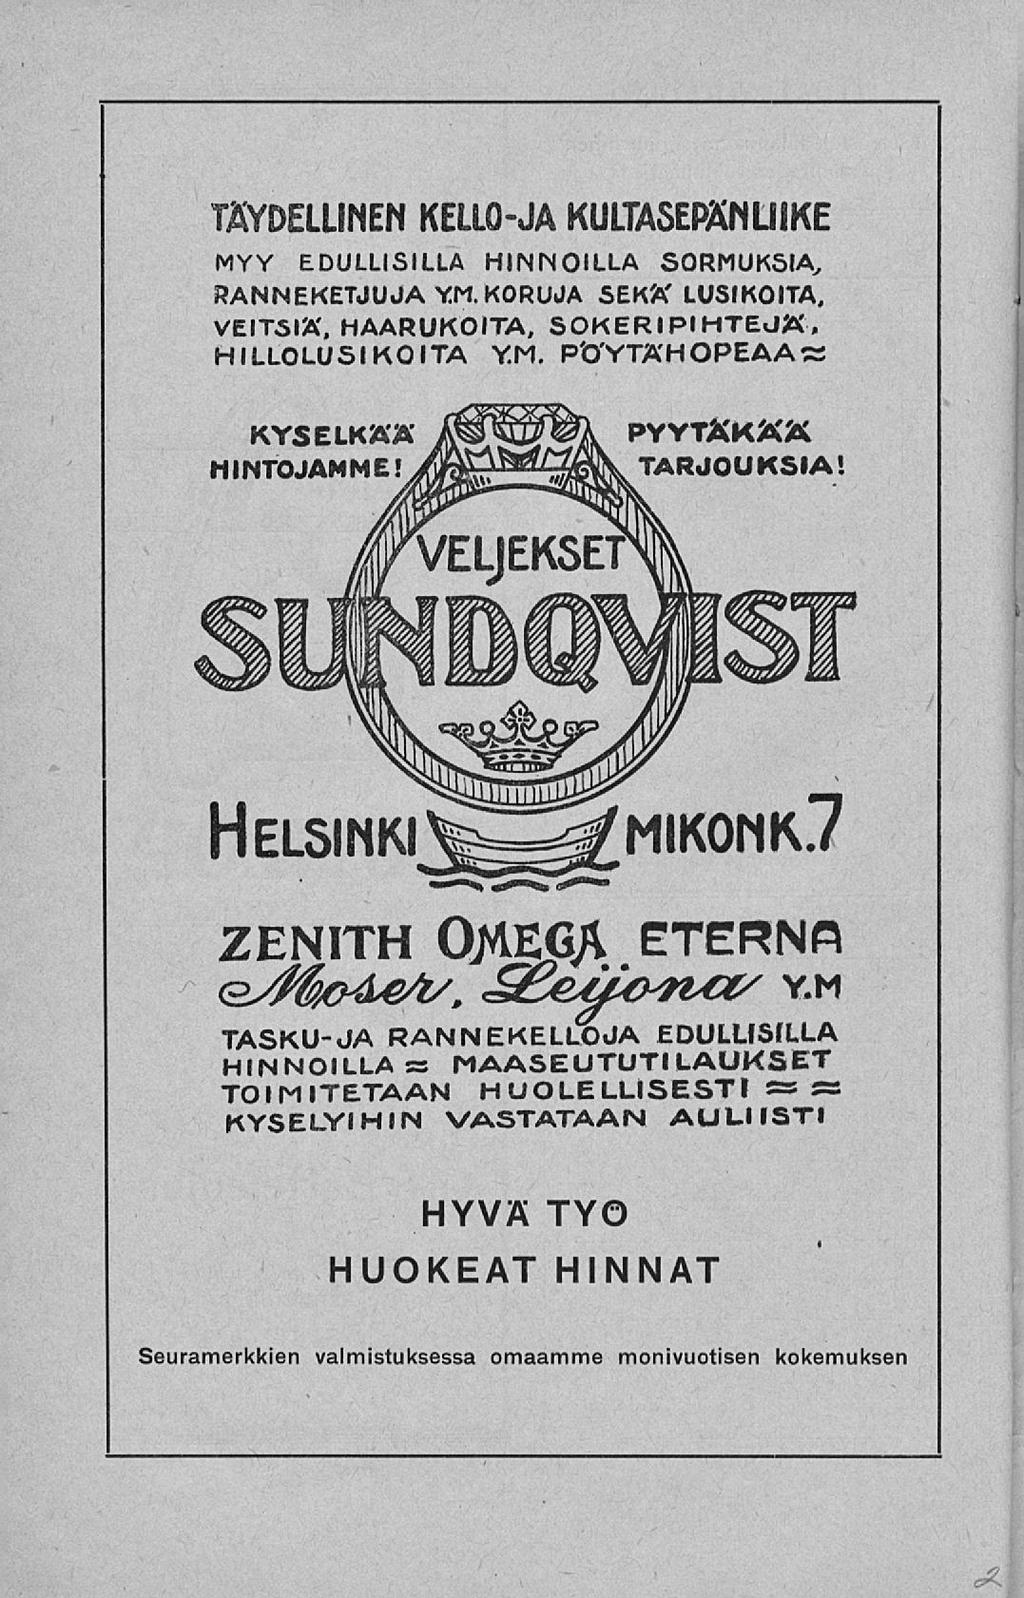 TÄYDELLINEN KELLO-JA KULTASEPÄNLIIKE
MYY EDULLISILLA HINNOILLA SORMUKSIA,
RANNEKETJUJA Y.M. KORUJA SEKÄ LUSIKOITA,
VEITSIÄ, HAARUKOITA, SOKERIPIHTEJÄ,
HILLOLUSIKOITA Y.M. PÖYTÄHOPEAA
KYSELKÄÄ
HINTOJAMME!
PYYTÄKÄÄ
TARJOUKSIA!
VELJEKSET
SUNDQVIST
HELSINKI MIKONK.7
ZENITH OMEGA ETERNA
Moser, Leijona Y.M
TASKU-JA RANNEKELLOJA EDULLISILLA
HINNOILLA = MAASEUTUTILAUKSET
TOIMITETAAN HUOLELLISESTI = =
KYSELYIHIN VASTATAAN AULIISTI
HYVÄ TYÖ
HUOKEAT HINNAT
Seuramerkkien valmistuksessa omaamme monivuotisen kokemuksen
2